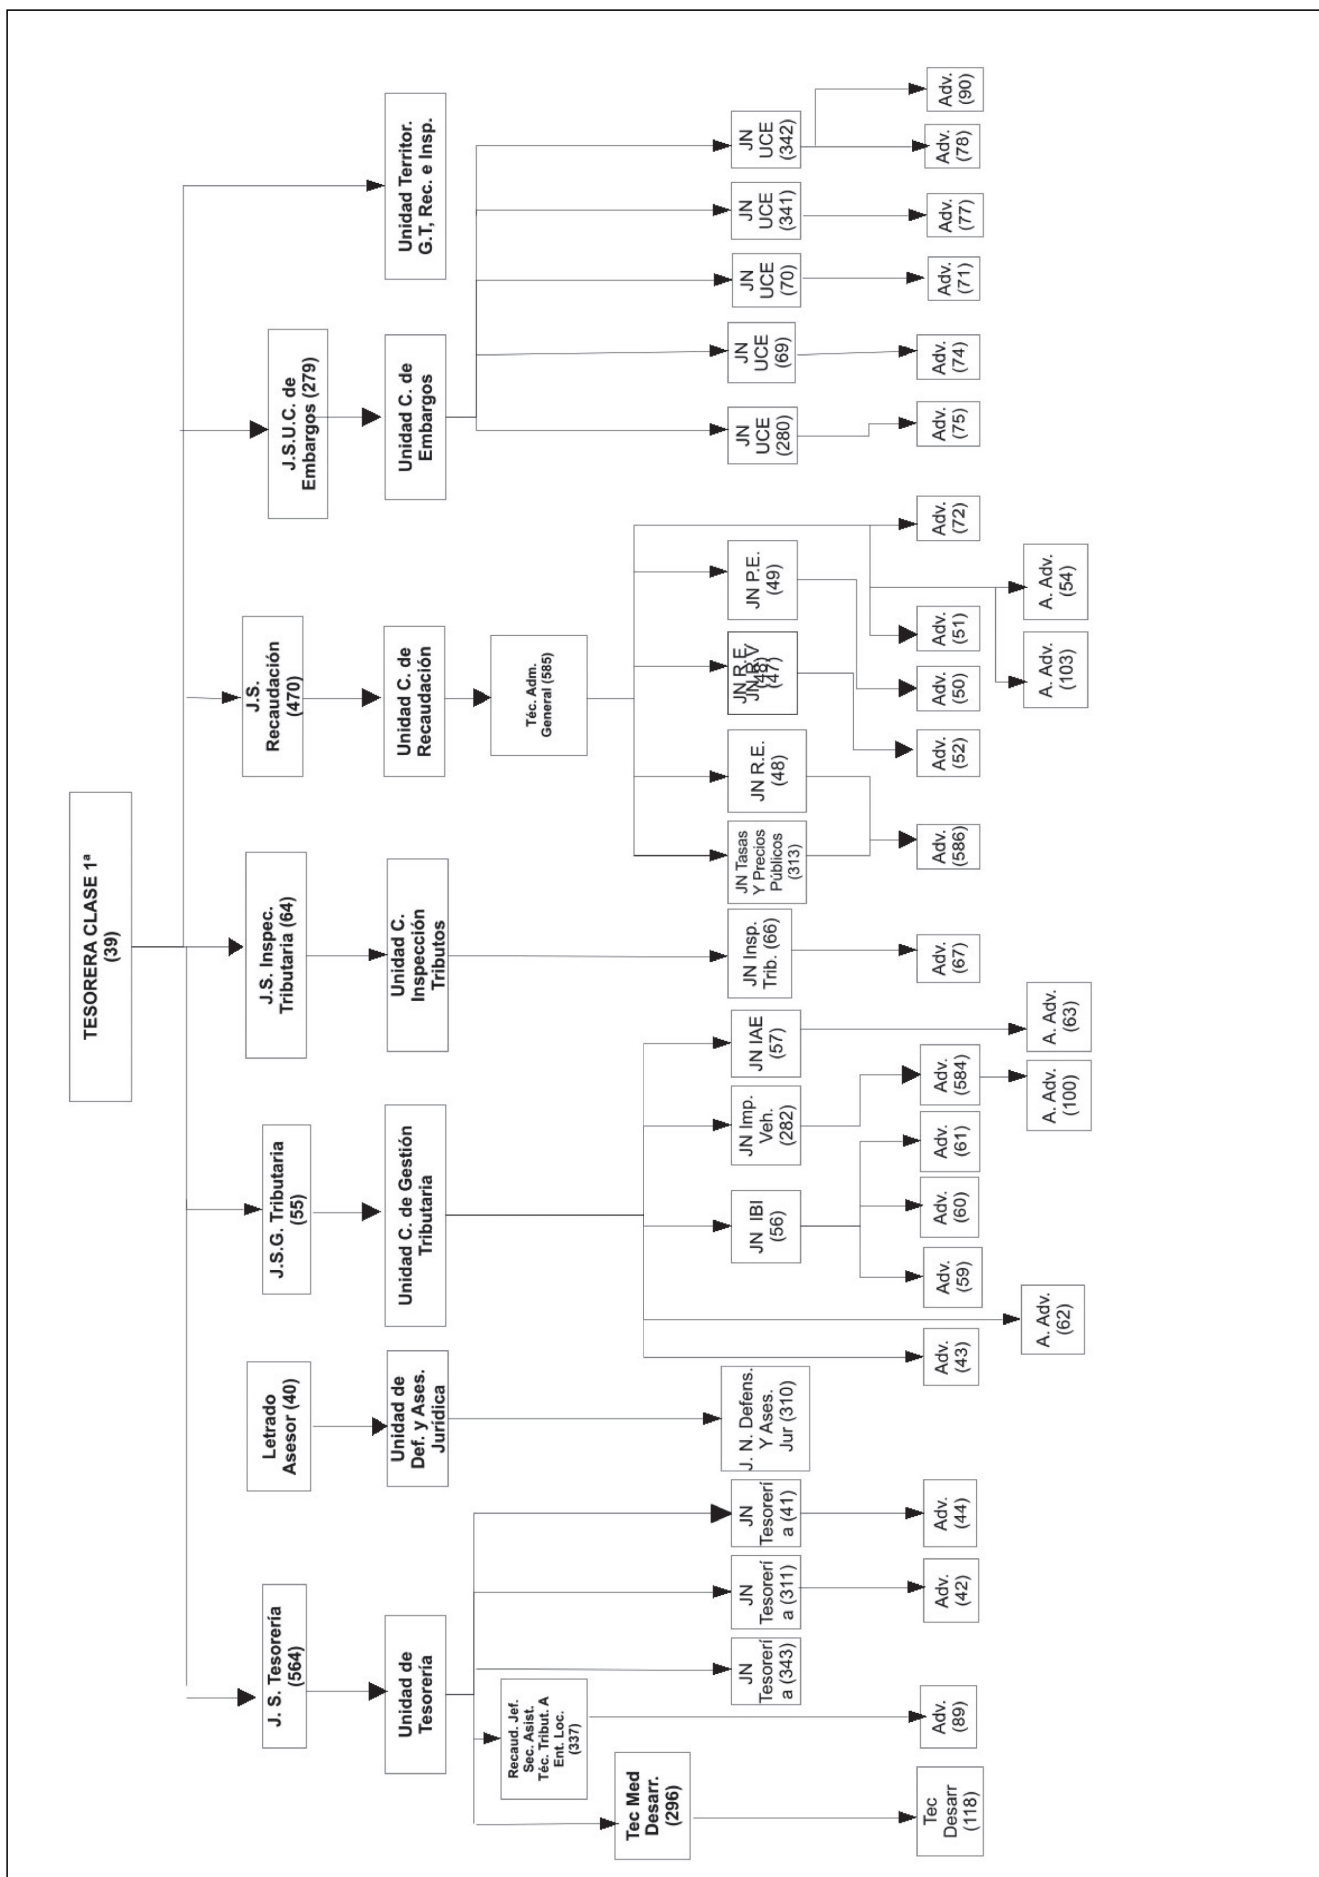 TESORERA CLASE 1ª
(39)
J. S. Tesorería
(564)
Letrado
Asesor (40)
J.S.G. Tributaria
(55)
J.S. Inspec.
Tributaria (64)
J.S.
Recaudación
(470)
J.S.U.C. de
Embargos (279)
Unidad de
Tesorería
Unidad de
Def. y Ases.
Jurídica
Unidad C. de Gestión
Tributaria
Unidad C.
Inspección
Tributos
Unidad C. de
Recaudación
Unidad C. de
Embargos
Unidad Territor.
G.T, Rec. e Insp.
Recaud. Jef.
Sec. Asist.
Téc. Tribut. A
Ent. Loc.
(337)
Téc. Adm.
General (585)
Tec Med
Desarr.
(296)
JN
Tesorerí
a (343)
JN
Tesorerí
a (311)
JN
Tesorerí
a (41)
J. N. Defens.
Y Ases.
Jur (310)
JN IBI
(56)
JN Imp.
Veh.
(282)
JN IAE
(57)
JN Insp.
Trib. (66)
JN Tasas
Y Precios
Públicos
(313)
JN R.E.
(48)
JN R.V
(47)
JN P.E.
(49)
JN
UCE
(280)
JN
UCE
(69)
JN
UCE
(70)
JN
UCE
(341)
JN
UCE
(342)
Tec
Desarr
(118)
Adv.
(89)
Adv.
(42)
Adv.
(44)
Adv.
(43)
Adv.
(59)
Adv.
(60)
Adv.
(61)
Adv.
(584)
Adv.
(67)
Adv.
(586)
Adv.
(52)
Adv.
(50)
Adv.
(51)
Adv.
(72)
Adv.
(75)
Adv.
(74)
Adv.
(71)
Adv.
(77)
Adv.
(78)
Adv.
(90)
A. Adv.
(62)
A. Adv.
(100)
A. Adv.
(63)
A. Adv.
(103)
A. Adv.
(54)